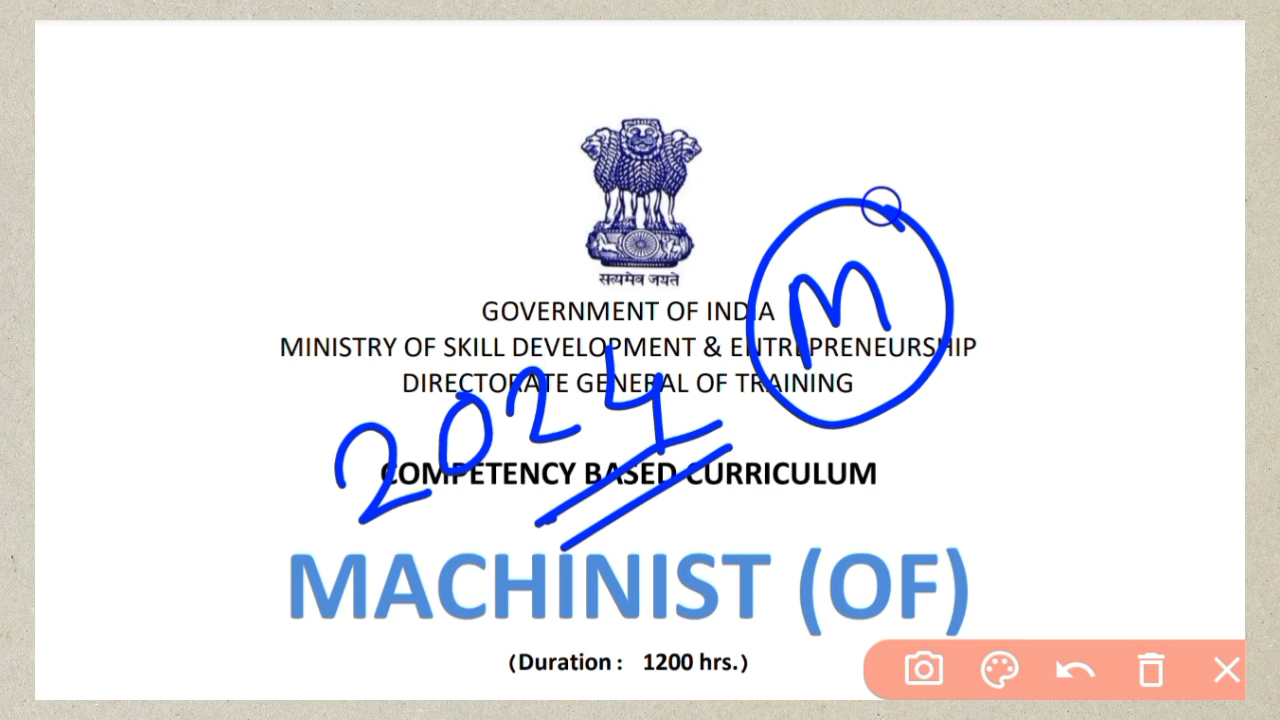 सत्यमेव जयते
GOVERNMENT OF INDIA
MINISTRY OF SKILL DEVELOPMENT & ENTREPRENEURSHIP
DIRECTORATE GENERAL OF TRAINING
M
2024
COMPETENCY BASED CURRICULUM
MACHINIST (OF)
(Duration : 1200 hrs.)